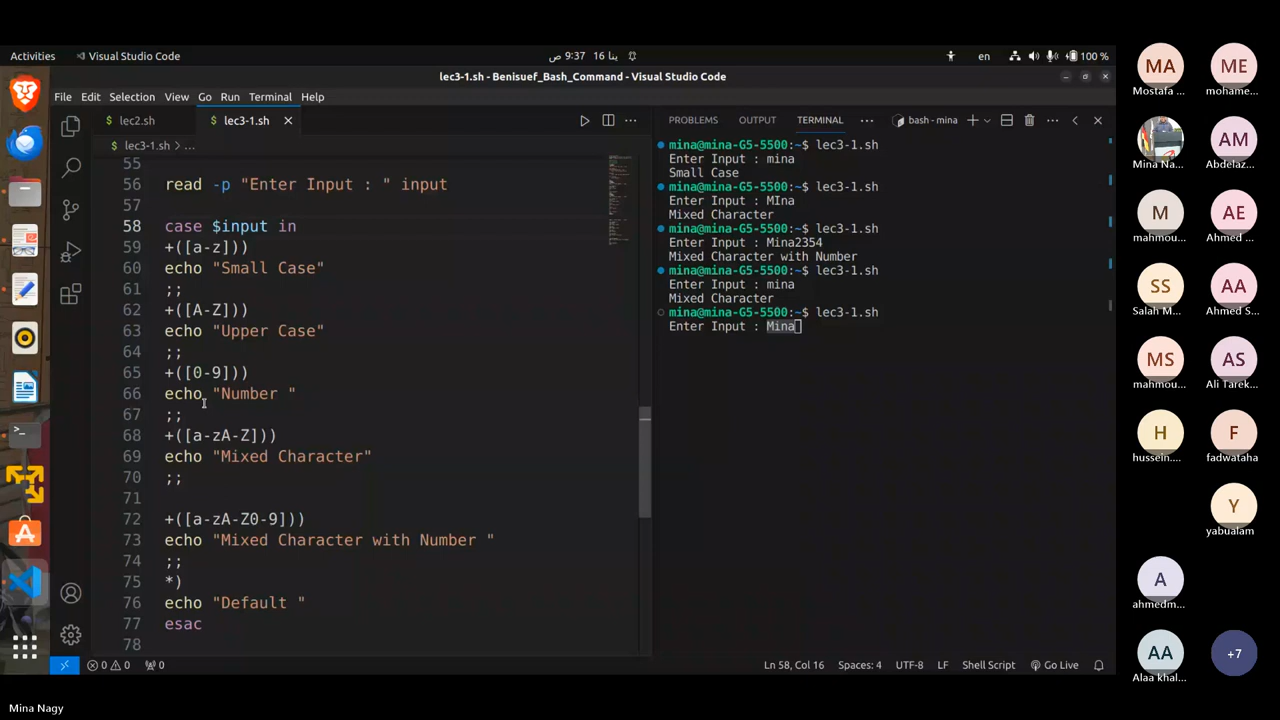 Activities
Visual Studio Code
9:37 ص
16 ينا
en
100 %
lec3-1.sh - Benisuef_Bash_Command - Visual Studio Code
File Edit Selection View Go Run Terminal Help
lec2.sh
lec3-1.sh
lec3-1.sh > ...
55
56 read -p "Enter Input : " input
57
58 case $input in
59 +([a-z]))
60 echo "Small Case"
61 ;;
62 +([A-Z]))
63 echo "Upper Case"
64 ;;
65 +([0-9]))
66 echo "Number "
67 ;;
68 +([a-zA-Z]))
69 echo "Mixed Character"
70 ;;
71
72 +([a-zA-Z0-9]))
73 echo "Mixed Character with Number "
74 ;;
75 *)
76 echo "Default "
77 esac
78
PROBLEMS OUTPUT TERMINAL ... bash - mina
mina@mina-G5-5500:~$ lec3-1.sh
Enter Input : mina
Small Case
mina@mina-G5-5500:~$ lec3-1.sh
Enter Input : MIna
Mixed Character
mina@mina-G5-5500:~$ lec3-1.sh
Enter Input : Mina2354
Mixed Character with Number
mina@mina-G5-5500:~$ lec3-1.sh
Enter Input : mina
Mixed Character
mina@mina-G5-5500:~$ lec3-1.sh
Enter Input : Mina
0 0 0
Ln 58, Col 16 Spaces: 4 UTF-8 LF Shell Script Go Live
MA
Mostafa ...
ME
mohame...
Mina Na...
AM
Abdelaz...
M
mahmou...
AE
Ahmed ...
SS
Salah M...
AA
Ahmed S...
MS
mahmou...
AS
Ali Tarek...
H
hussein....
F
fadwataha
Y
yabualam
A
ahmedm...
AA
Alaa khal...
+7
Mina Nagy